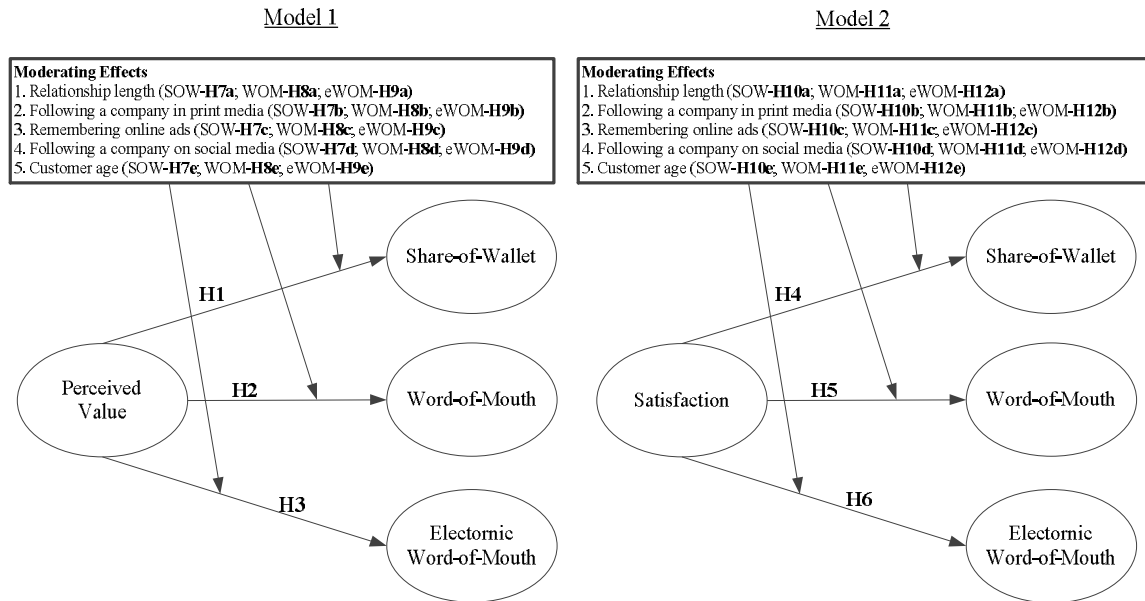 Model 1
Moderating Effects
1. Relationship length (SOW-H7a; WOM-H8a; eWOM-H9a)
2. Following a company in print media (SOW-H7b; WOM-H8b; eWOM-H9b)
3. Remembering online ads (SOW-H7c; WOM-H8c; eWOM-H9c)
4. Following a company on social media (SOW-H7d; WOM-H8d; eWOM-H9d)
5. Customer age (SOW-H7e; WOM-H8e; eWOM-H9e)
Share-of-Wallet
H1
Perceived
Value
H2
Word-of-Mouth
H3
Electornic
Word-of-Mouth
Model 2
Moderating Effects
1. Relationship length (SOW-H10a; WOM-H11a; eWOM-H12a)
2. Following a company in print media (SOW-H10b; WOM-H11b; eWOM-H12b)
3. Remembering online ads (SOW-H10c; WOM-H11c; eWOM-H12c)
4. Following a company on social media (SOW-H10d; WOM-H11d; eWOM-H12d)
5. Customer age (SOW-H10e; WOM-H11e; eWOM-H12e)
Share-of-Wallet
H4
Satisfaction
H5
Word-of-Mouth
H6
Electornic
Word-of-Mouth